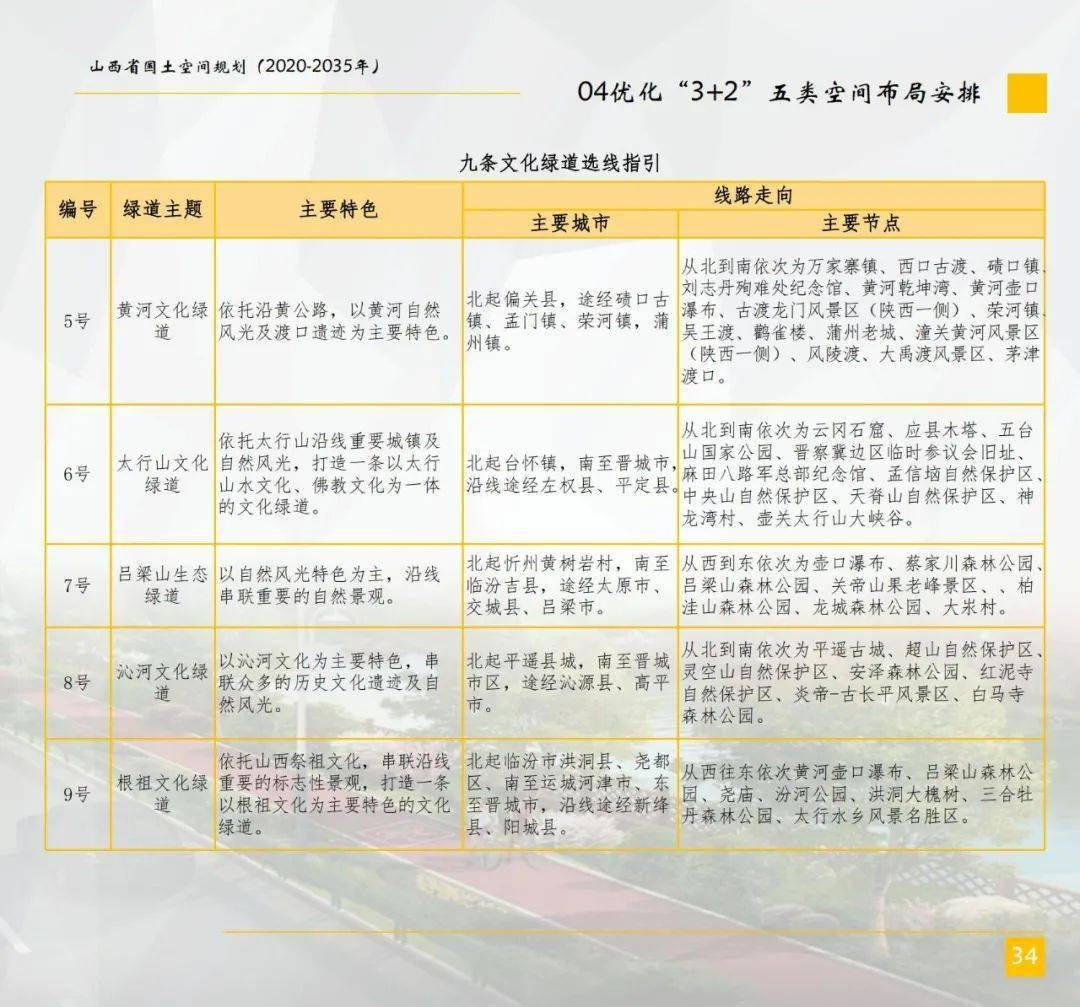 山西省国土空间规划（2020-2035年）
04优化“3+2”五类空间布局安排
九条文化绿道选线指引
编号
绿道主题
主要特色
线路走向
主要城市
主要节点
5号
黄河文化绿
道
依托沿黄公路，以黄河自然
风光及渡口遗迹为主要特色。
北起偏关县，途经碛口古
镇、孟门镇、荣河镇，蒲
州镇。
从北到南依次为万家寨镇、西口古渡、碛口镇、
刘志丹殉难处纪念馆、黄河乾坤湾、黄河壶口
瀑布、古渡龙门风景区（陕西一侧）、荣河镇、
吴王渡、鹳雀楼、蒲州老城、潼关黄河风景区
（陕西一侧）、风陵渡、大禹渡风景区、茅津
渡口。
6号
太行山文化
绿道
依托太行山沿线重要城镇及
自然风光，打造一条以太行
山水文化、佛教文化为一体
的文化绿道。
北起台怀镇，南至晋城市，
沿线途经左权县、平定县。
从北到南依次为云冈石窟、应县木塔、五台
山国家公园、晋察冀边区临时参议会旧址、
麻田八路军总部纪念馆、孟信垴自然保护区、
中央山自然保护区、天脊山自然保护区、神
龙湾村、壶关太行山大峡谷。
7号
吕梁山生态
绿道
以自然风光特色为主，沿线
串联重要的自然景观。
北起忻州黄树岩村，南至
临汾吉县，途经太原市、
交城县、吕梁市。
从西到东依次为壶口瀑布、蔡家川森林公园、
吕梁山森林公园、关帝山果老峰景区、、柏
洼山森林公园、龙城森林公园、大汖村。
8号
沁河文化绿
道
以沁河文化为主要特色，串
联众多的历史文化遗迹及自
然风光。
北起平遥县城，南至晋城
市区，途经沁源县、高平
市。
从北到南依次为平遥古城、超山自然保护区、
灵空山自然保护区、安泽森林公园、红泥寺
自然保护区、炎帝-古长平风景区、白马寺
森林公园。
9号
根祖文化绿
道
依托山西祭祖文化，串联沿线
重要的标志性景观，打造一条
以根祖文化为主要特色的文化
绿道。
北起临汾市洪洞县、尧都
区、南至运城河津市、东
至晋城市，沿线途经新绛
县、阳城县。
从西往东依次黄河壶口瀑布、吕梁山森林公
园、尧庙、汾河公园、洪洞大槐树、三合牡
丹森林公园、太行水乡风景名胜区。
34